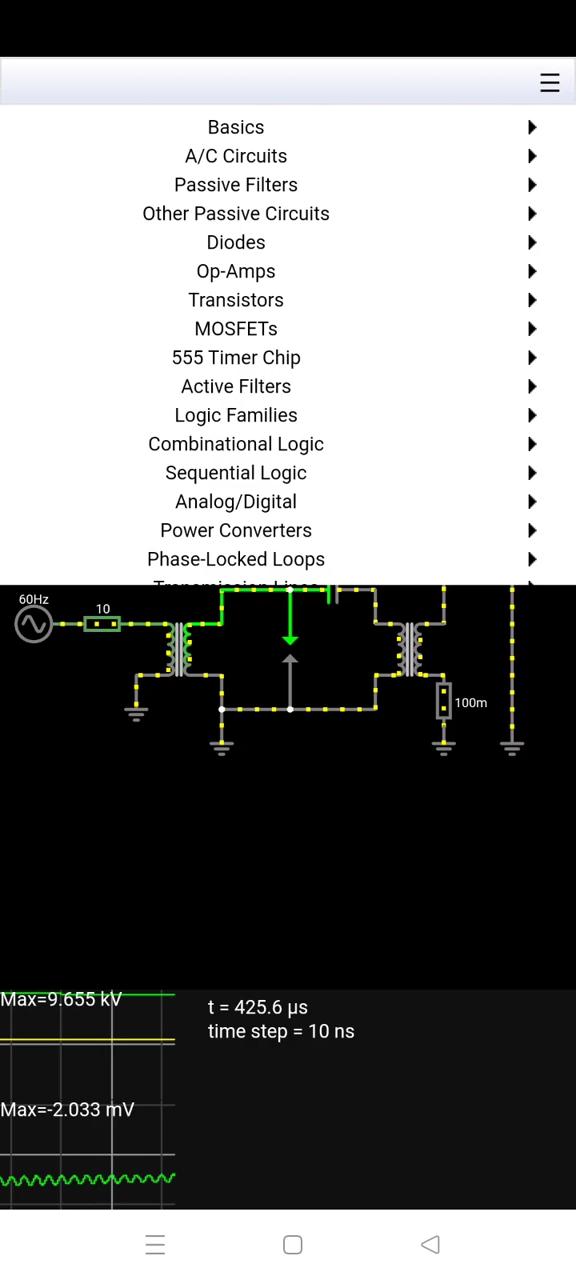 Basics
A/C Circuits
Passive Filters
Other Passive Circuits
Diodes
Op-Amps
Transistors
MOSFETs
555 Timer Chip
Active Filters
Logic Families
Combinational Logic
Sequential Logic
Analog/Digital
Power Converters
Phase-Locked Loops
Transmission Lines
60Hz
10
100m
Max=9.655 kV
t = 425.6 μs
time step = 10 ns
Max=-2.033 mV